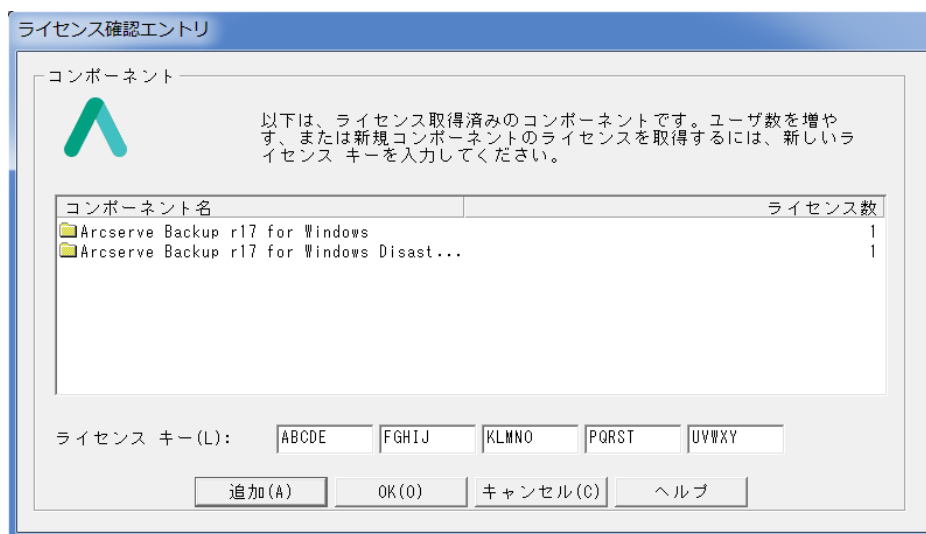 ライセンス確認エントリ
コンポーネント
以下は、ライセンス取得済みのコンポーネントです。ユーザ数を増や
す、または新規コンポーネントのライセンスを取得するには、新しいラ
イセンス キーを入力してください。
コンポーネント名 ライセンス数
Arcserve Backup r17 for Windows 1
Arcserve Backup r17 for Windows Disast... 1
ライセンス キー(L): ABCDE FGHIJ KLMNO PQRST UVWXY
追加(A) OK(O) キャンセル(C) ヘルプ